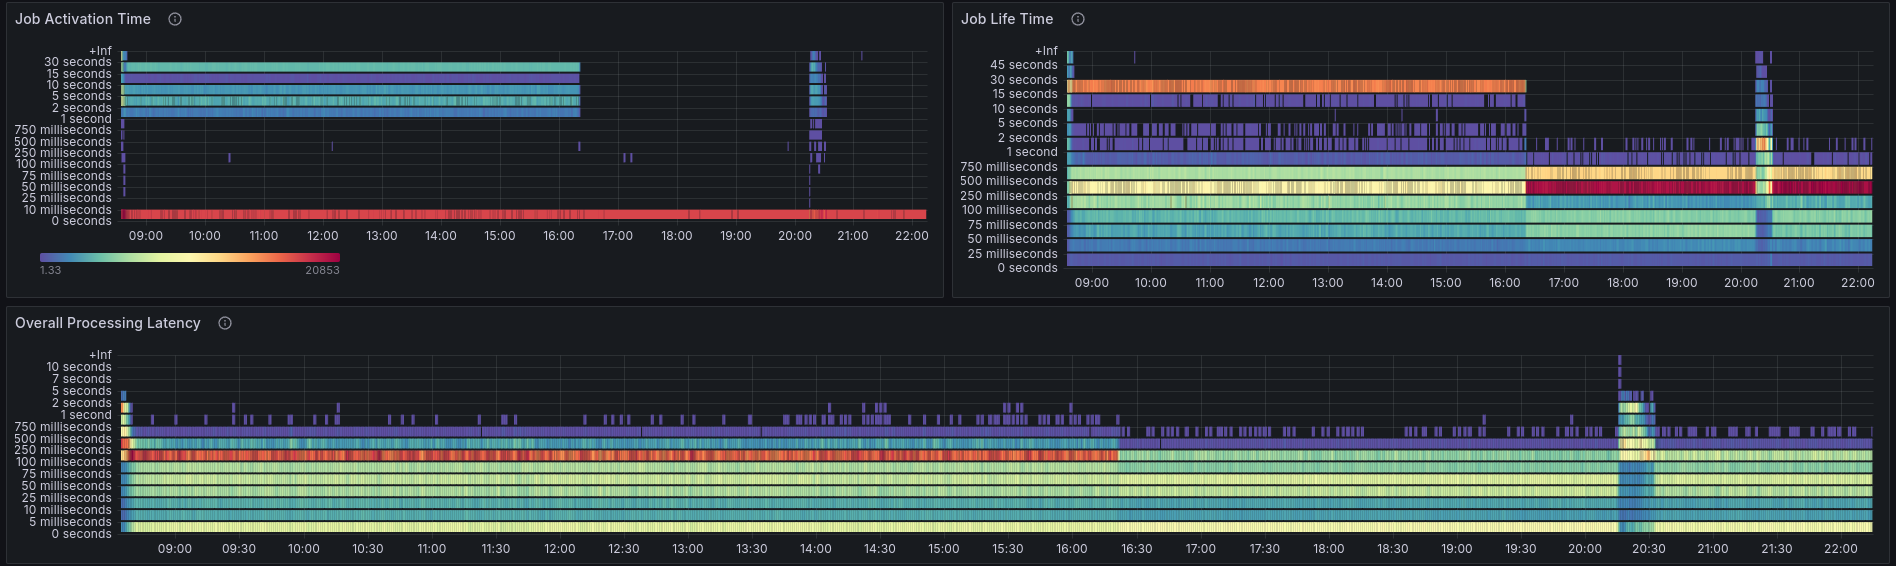 Job Activation Time
+Inf
30 seconds
15 seconds
10 seconds
5 seconds
2 seconds
1 second
750 milliseconds
500 milliseconds
250 milliseconds
100 milliseconds
75 milliseconds
50 milliseconds
25 milliseconds
10 milliseconds
0 seconds
09:00 10:00 11:00 12:00 13:00 14:00 15:00 16:00 17:00 18:00 19:00 20:00 21:00 22:00
1.33 20853
Job Life Time
+Inf
45 seconds
30 seconds
15 seconds
10 seconds
5 seconds
2 seconds
1 second
750 milliseconds
500 milliseconds
250 milliseconds
100 milliseconds
75 milliseconds
50 milliseconds
25 milliseconds
0 seconds
09:00 10:00 11:00 12:00 13:00 14:00 15:00 16:00 17:00 18:00 19:00 20:00 21:00 22:00
Overall Processing Latency
+Inf
10 seconds
7 seconds
5 seconds
2 seconds
1 second
750 milliseconds
500 milliseconds
250 milliseconds
100 milliseconds
75 milliseconds
50 milliseconds
25 milliseconds
10 milliseconds
5 milliseconds
0 seconds
09:00 09:30 10:00 10:30 11:00 11:30 12:00 12:30 13:00 13:30 14:00 14:30 15:00 15:30 16:00 16:30 17:00 17:30 18:00 18:30 19:00 19:30 20:00 20:30 21:00 21:30 22:00